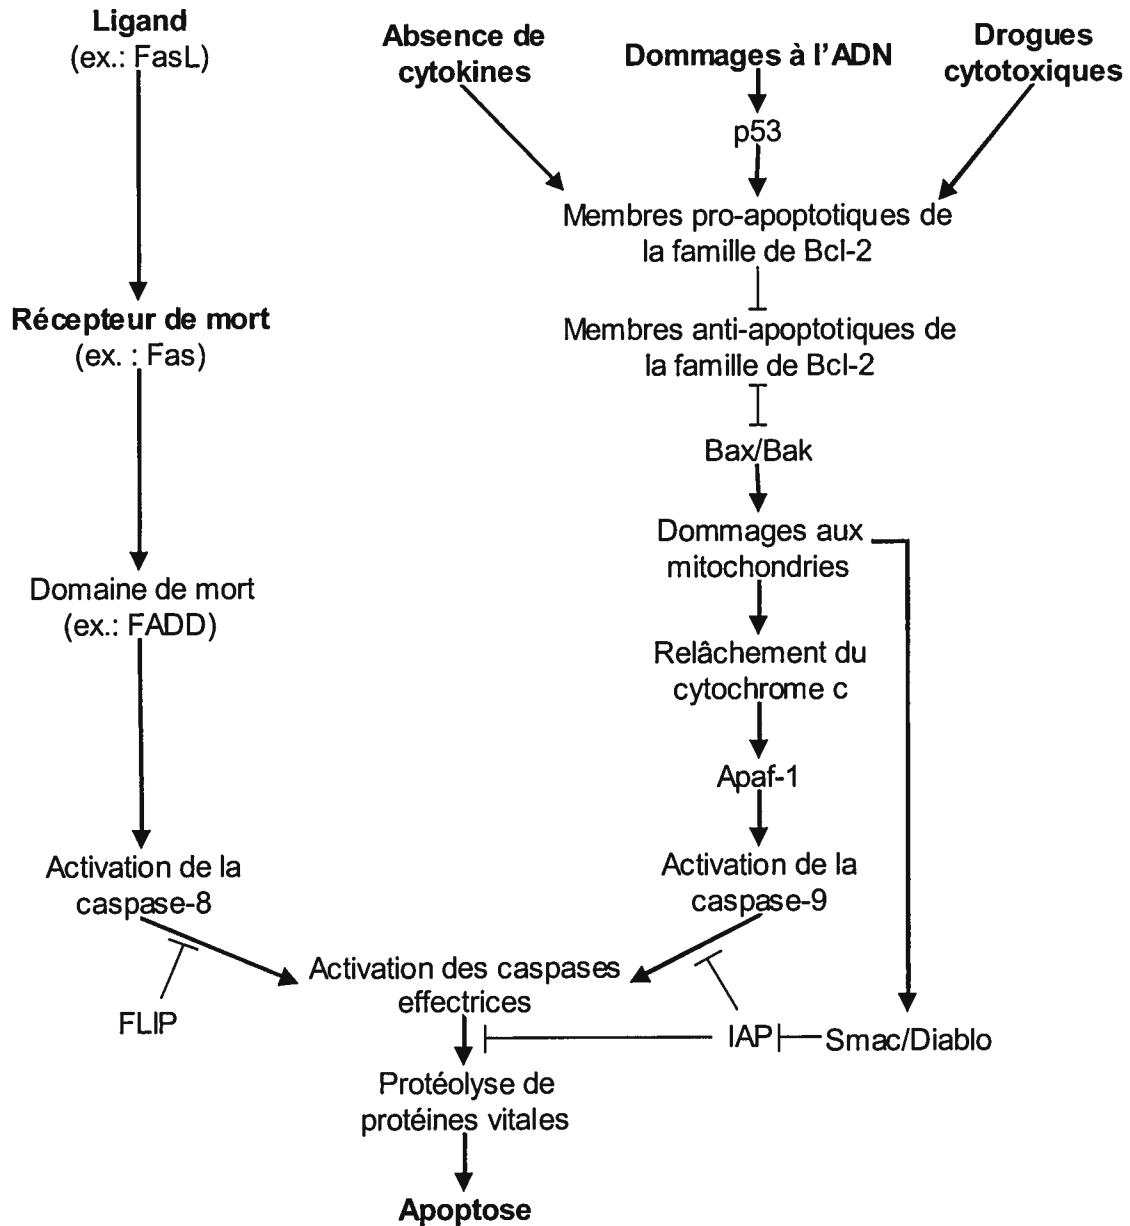 Ligand
(ex.: FasL)
Absence de
cytokines
Dommages à l'ADN
Drogues
cytotoxiques
p53
Membres pro-apoptotiques de
la famille de Bcl-2
Récepteur de mort
(ex. : Fas)
Membres anti-apoptotiques de
la famille de Bcl-2
Bax/Bak
Dommages aux
mitochondries
Domaine de mort
(ex.: FADD)
Relâchement du
cytochrome c
Apaf-1
Activation de la
caspase-8
Activation de la
caspase-9
Activation des caspases
effectrices
FLIP
IAP
Smac/Diablo
Protéolyse de
protéines vitales
Apoptose